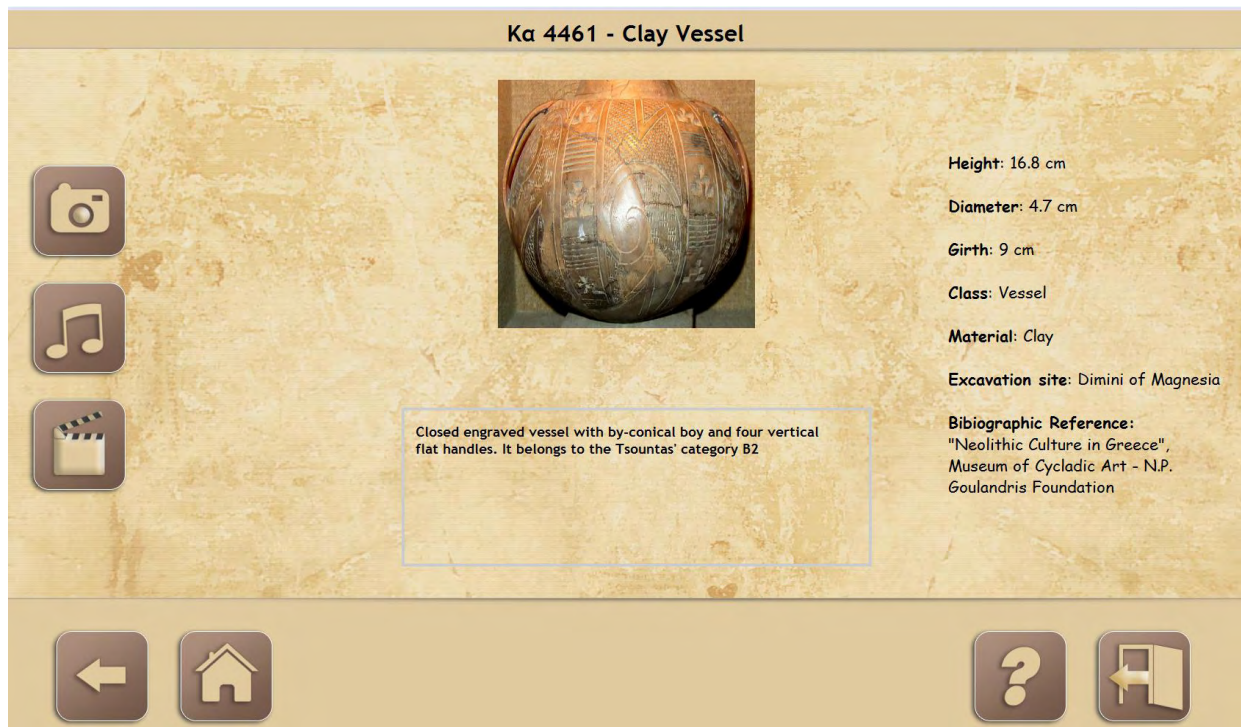 Κα 4461 - Clay Vessel
Height: 16.8 cm
Diameter: 4.7 cm
Girth: 9 cm
Class: Vessel
Material: Clay
Excavation site: Dimini of Magnesia
Bibiographic Reference:
"Neolithic Culture in Greece",
Museum of Cycladic Art - N.P.
Goulandris Foundation
Closed engraved vessel with by-conical boy and four vertical
flat handles. It belongs to the Tsountas' category B2